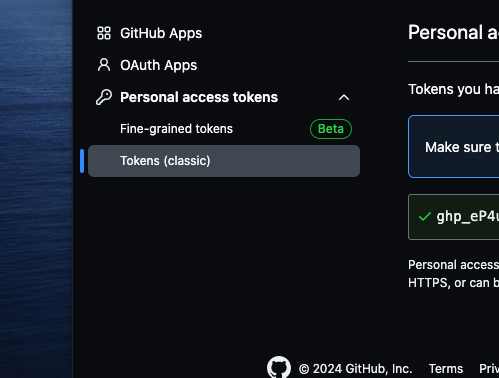 GitHub Apps
OAuth Apps
Personal access tokens
Fine-grained tokens Beta
Tokens (classic)
Personal a
Tokens you ha
Make sure t
ghp_eP4
Personal access
HTTPS, or can b
© 2024 GitHub, Inc. Terms Priv